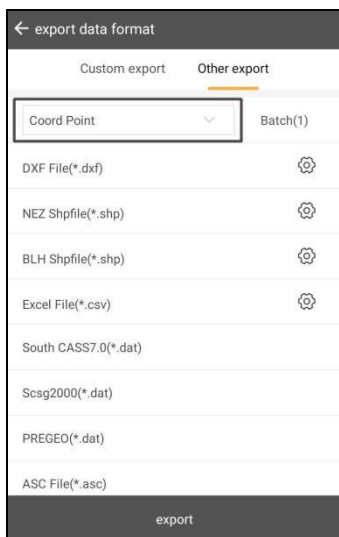 export data format
Custom export Other export
Coord Point Batch(1)
DXF File(*.dxf)
NEZ Shpfile(*.shp)
BLH Shpfile(*.shp)
Excel File(*.csv)
South CASS7.0(*.dat)
Scsg2000(*.dat)
PREGEO(*.dat)
ASC File(*.asc)
export